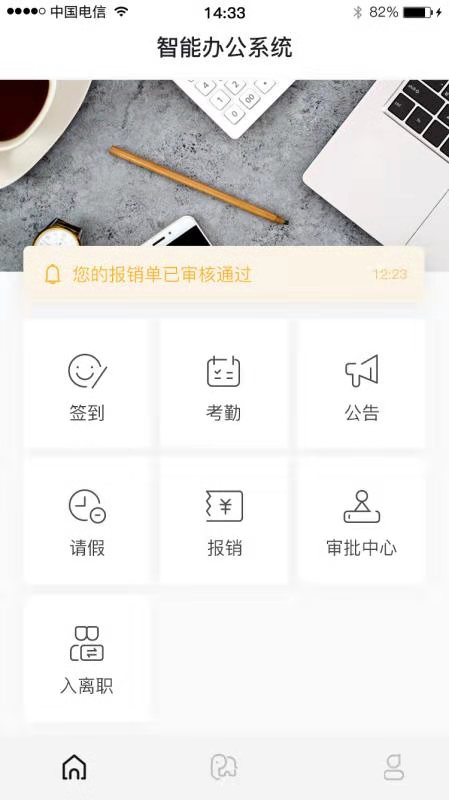 中国电信
14:33
82%
智能办公系统
您的报销单已审核通过 12:23
签到 考勤 公告
请假 报销 审批中心
入离职